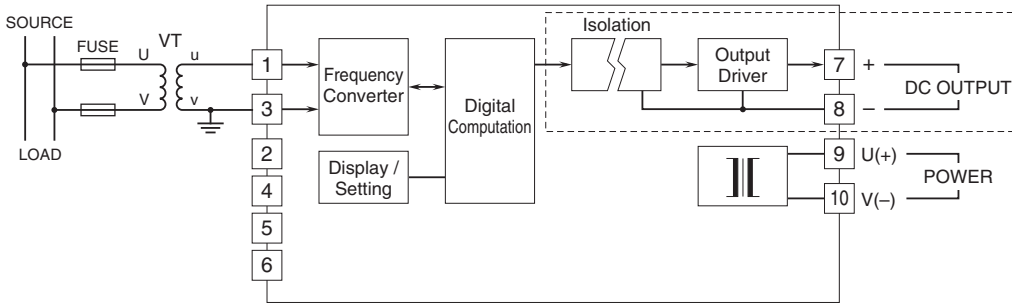 SOURCE
FUSE
U
VT
u
V
v
LOAD
1
3
2
4
5
6
Frequency
Converter
Display /
Setting
Digital
Computation
Isolation
Output
Driver
7
+
8
–
DC OUTPUT
9
U(+)
10
V(–)
POWER